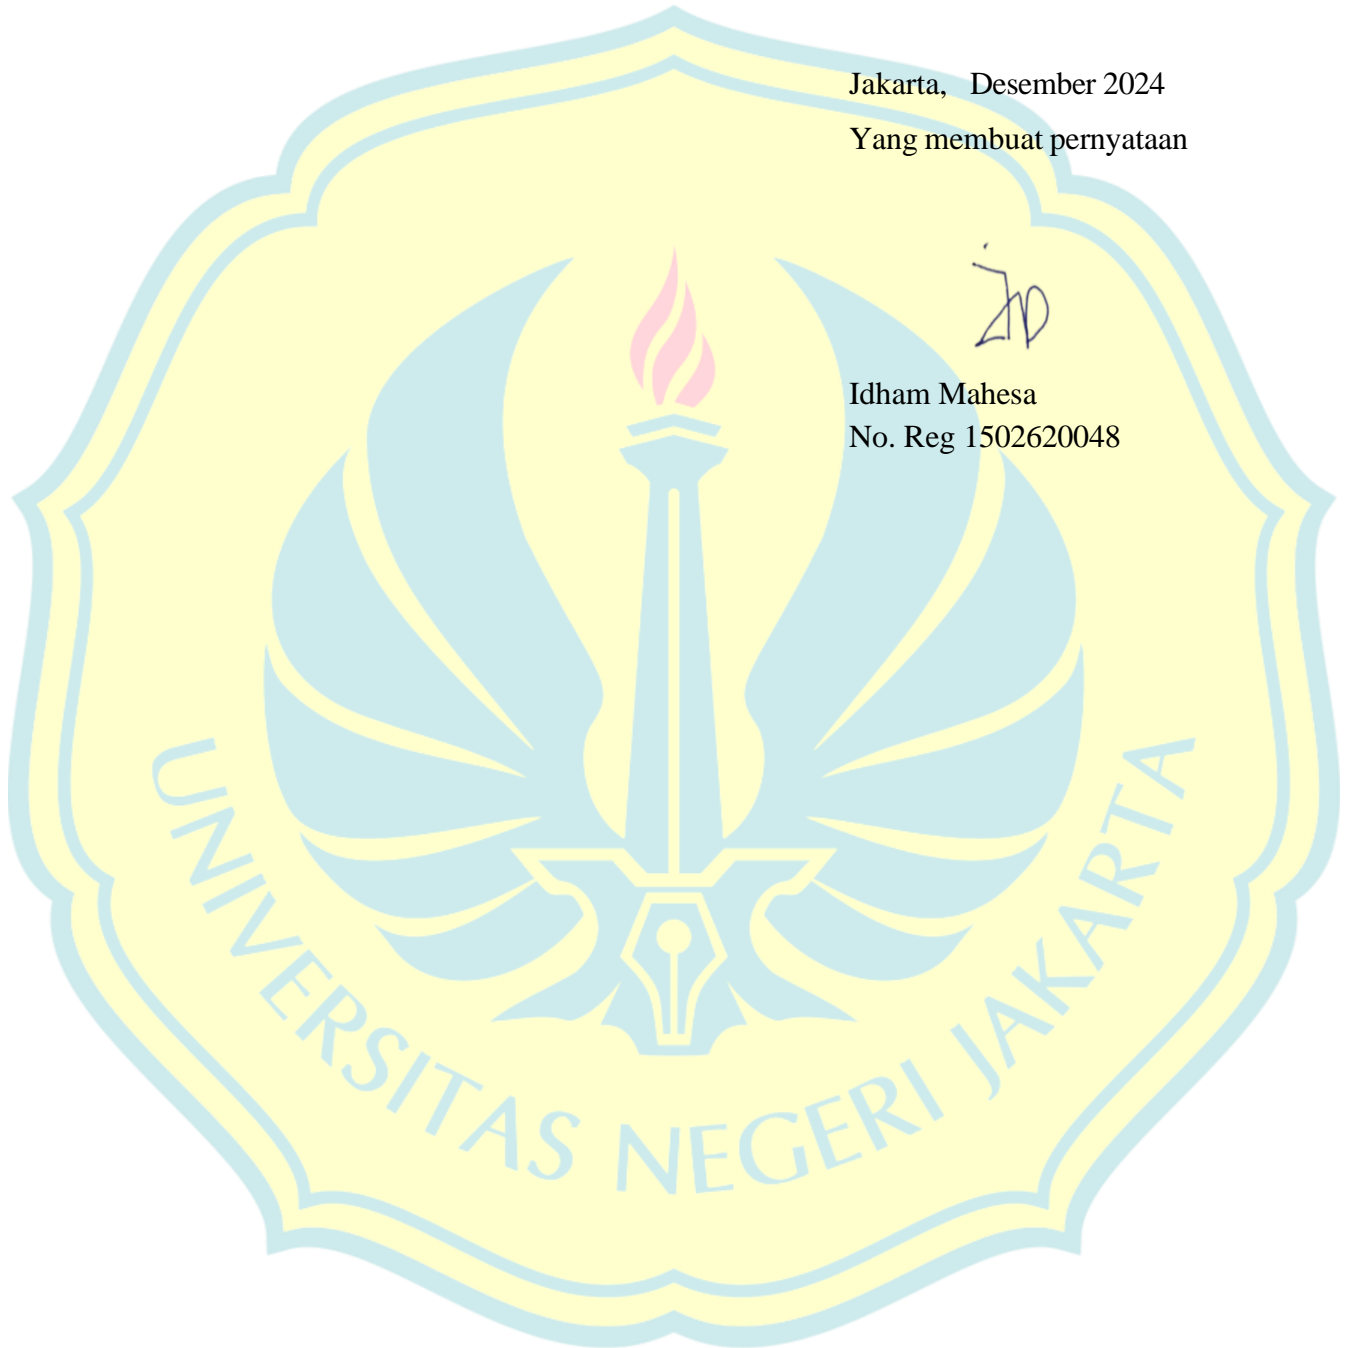 Jakarta,   Desember 2024
Yang membuat pernyataan
Idham Mahesa
No. Reg 1502620048
UNIVERSITAS NEGERI JAKARTA